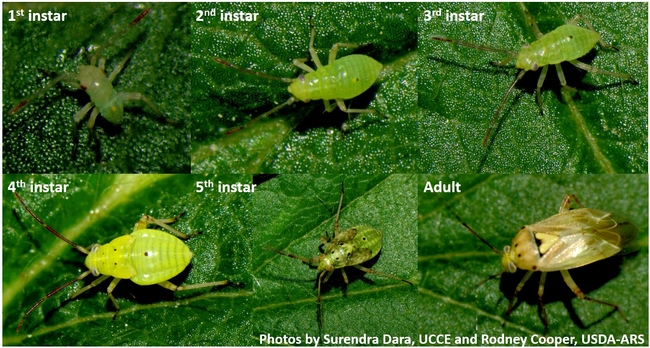 1st instar
2nd instar
3rd instar
4th instar
5th instar
Adult
Photos by Surendra Dara, UCCE and Rodney Cooper, USDA-ARS